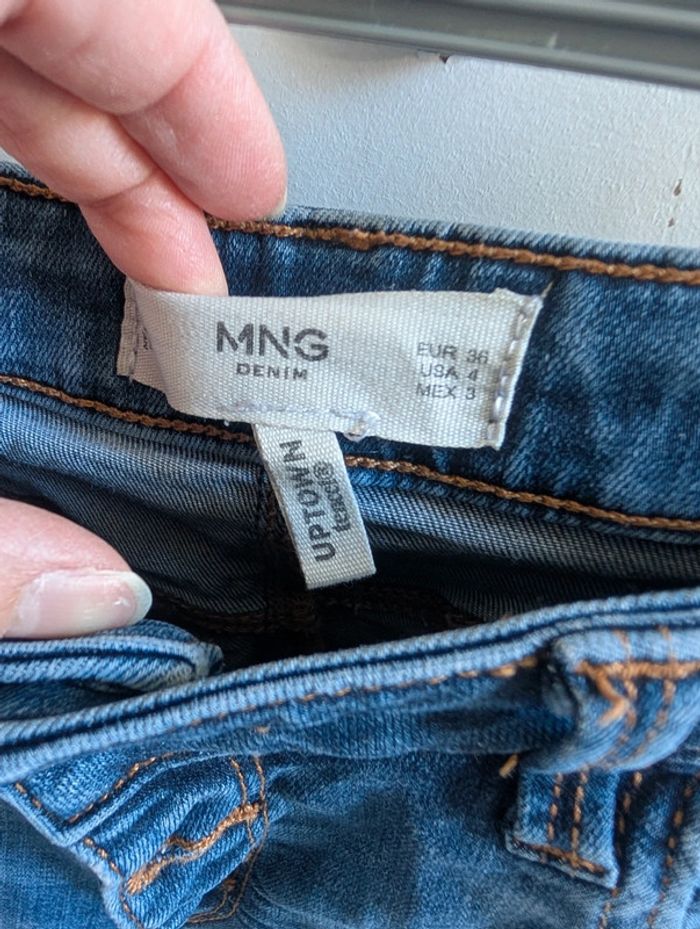 MNG
DENIM
EUR 36
USA 4
MEX 3
UPTOWN